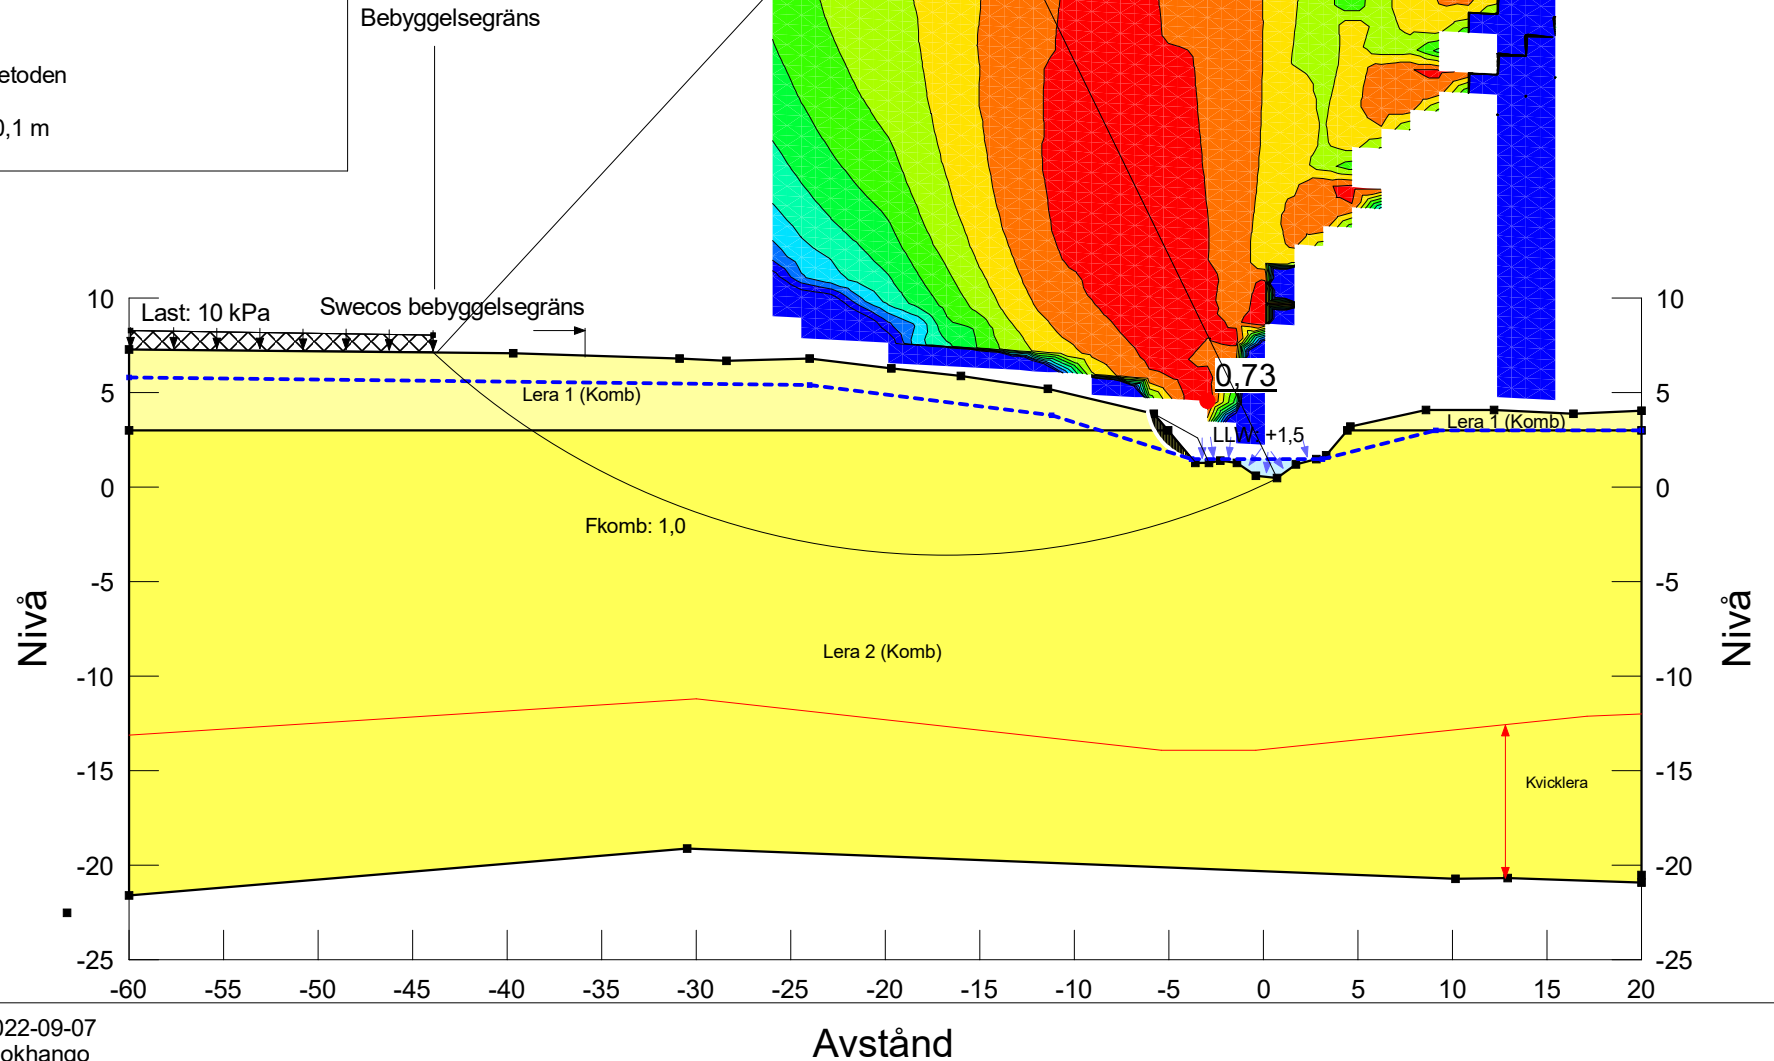 Bebyggelsegräns
etoden
0,1 m
10
Last: 10 kPa
Swecos bebyggelsegräns
10
0,73
5
Lera 1 (Komb)
5
Lera 1 (Komb)
LLW: +1,5
0
0
Fkomb: 1,0
-5
-5
Nivå
Nivå
Lera 2 (Komb)
-10
-10
-15
Kvicklera
-15
-20
-20
-25
-25
-60 -55 -50 -45 -40 -35 -30 -25 -20 -15 -10 -5 0 5 10 15 20
022-09-07
okhango
Avstånd